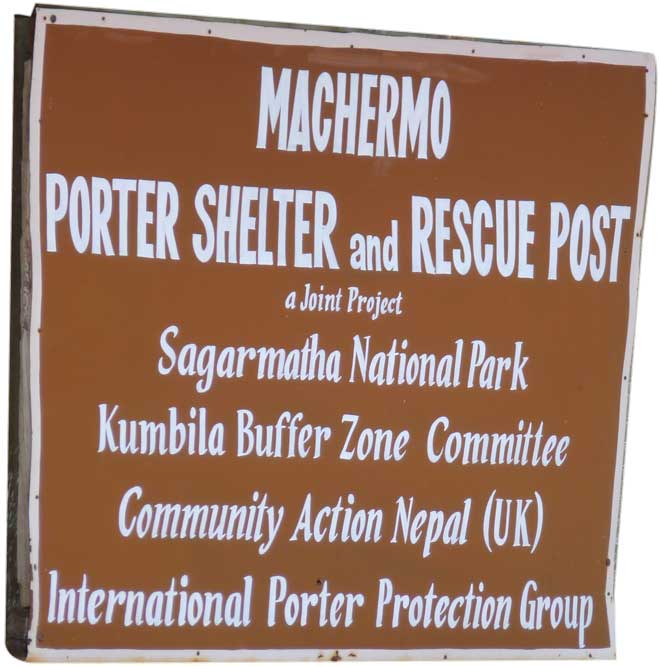 MACHERMO
PORTER SHELTER and RESCUE POST
a Joint Project
Sagarmatha National Park
Kumbila Buffer Zone Committee
Community Action Nepal (UK)
International Porter Protection Group